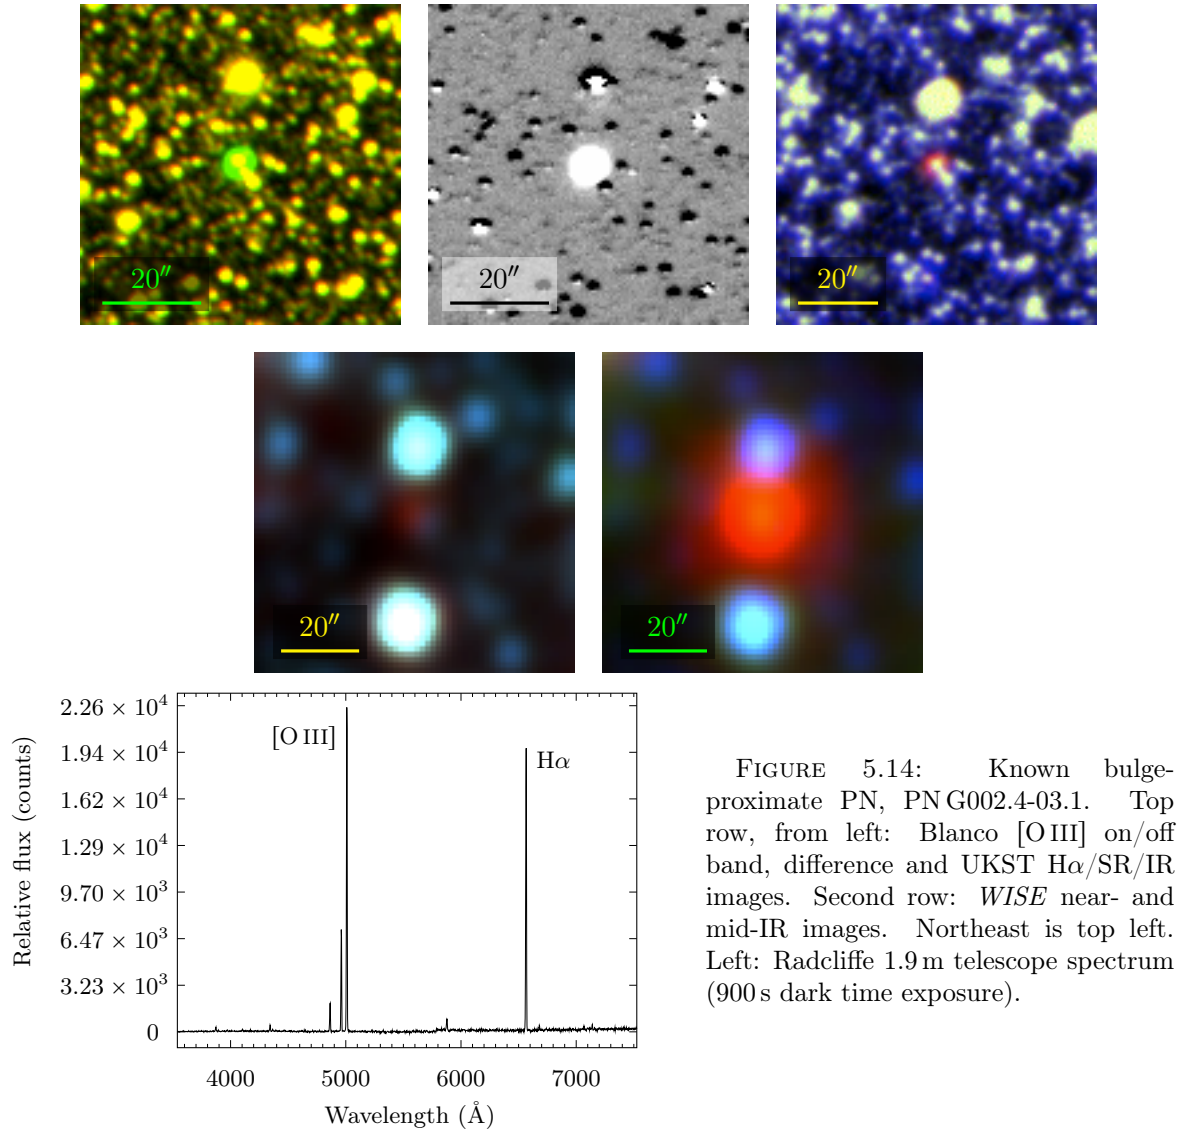 20″
20″
20″
20″
20″
2.26 × 10⁴
1.94 × 10⁴
1.62 × 10⁴
1.29 × 10⁴
9.70 × 10³
6.47 × 10³
3.23 × 10³
0
Relative flux (counts)
[O III]
Hα
4000 5000 6000 7000
Wavelength (Å)
FIGURE 5.14: Known bulge-
proximate PN, PN G002.4-03.1. Top
row, from left: Blanco [O III] on/off
band, difference and UKST Hα/SR/IR
images. Second row: WISE near- and
mid-IR images. Northeast is top left.
Left: Radcliffe 1.9 m telescope spectrum
(900 s dark time exposure).